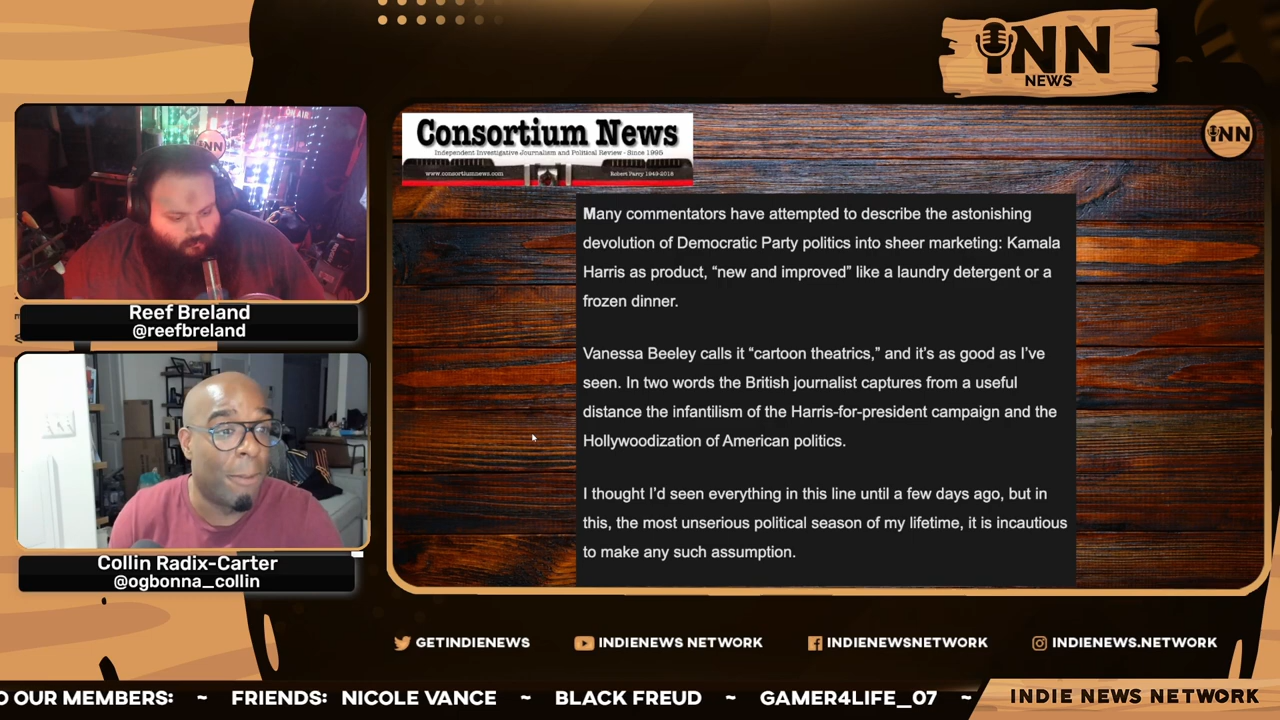 iNN
NEWS
Consortium News
Independent Investigative Journalism and Political Review - Since 1995
www.consortiumnews.com
Robert Parry 1949-2018
iNN
Many commentators have attempted to describe the astonishing
devolution of Democratic Party politics into sheer marketing: Kamala
Harris as product, “new and improved” like a laundry detergent or a
frozen dinner.
Vanessa Beeley calls it “cartoon theatrics,” and it’s as good as I’ve
seen. In two words the British journalist captures from a useful
distance the infantilism of the Harris-for-president campaign and the
Hollywoodization of American politics.
I thought I’d seen everything in this line until a few days ago, but in
this, the most unserious political season of my lifetime, it is incautious
to make any such assumption.
ON AIR
iNN
Reef Breland
@reefbreland
Collin Radix-Carter
@ogbonna_collin
GETINDIENEWS
INDIENEWS NETWORK
INDIENEWSNETWORK
INDIENEWS.NETWORK
O OUR MEMBERS: ~ FRIENDS: NICOLE VANCE ~ BLACK FREUD ~ GAMER4LIFE_07 ~
INDIE NEWS NETWORK